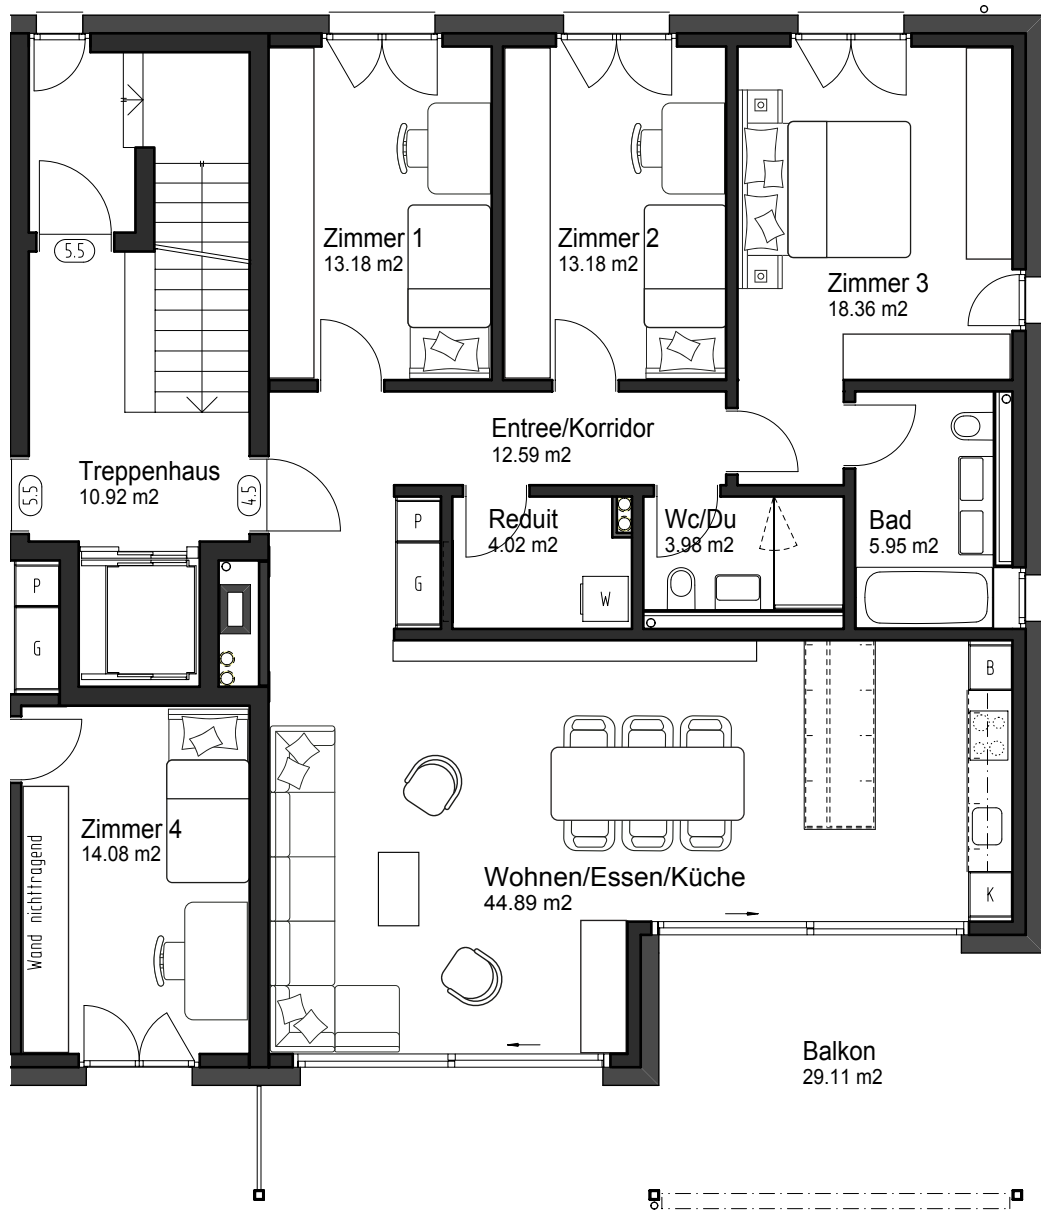 5.5
Zimmer 1
13.18 m2
Zimmer 2
13.18 m2
Zimmer 3
18.36 m2
Entree/Korridor
12.59 m2
Treppenhaus
10.92 m2
5.5
4.5
P
G
Reduit
4.02 m2
W
Wc/Du
3.98 m2
Bad
5.95 m2
P
G
B
Zimmer 4
14.08 m2
Wand nichttragend
Wohnen/Essen/Küche
44.89 m2
K
Balkon
29.11 m2